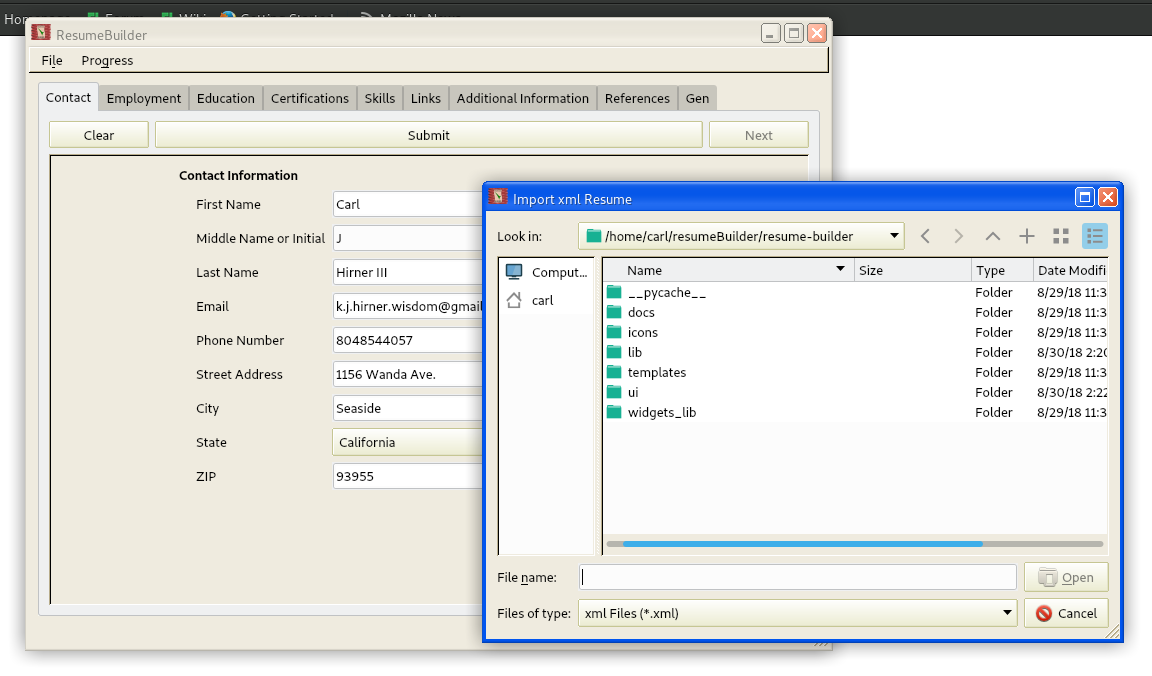 ResumeBuilder
File Progress
Contact Employment Education Certifications Skills Links Additional Information References Gen
Clear Submit Next
Contact Information
First Name Carl
Middle Name or Initial J
Last Name Hirner III
Email k.j.hirner.wisdom@gmail
Phone Number 8048544057
Street Address 1156 Wanda Ave.
City Seaside
State California
ZIP 93955
Import xml Resume
Look in: /home/carl/resumeBuilder/resume-builder
Comput...
carl
Name Size Type Date Modifi
__pycache__ Folder 8/29/18 11:3
docs Folder 8/29/18 11:3
icons Folder 8/29/18 11:3
lib Folder 8/30/18 2:20
templates Folder 8/29/18 11:3
ui Folder 8/30/18 2:22
widgets_lib Folder 8/29/18 11:3
File name: Open
Files of type: xml Files (*.xml) Cancel